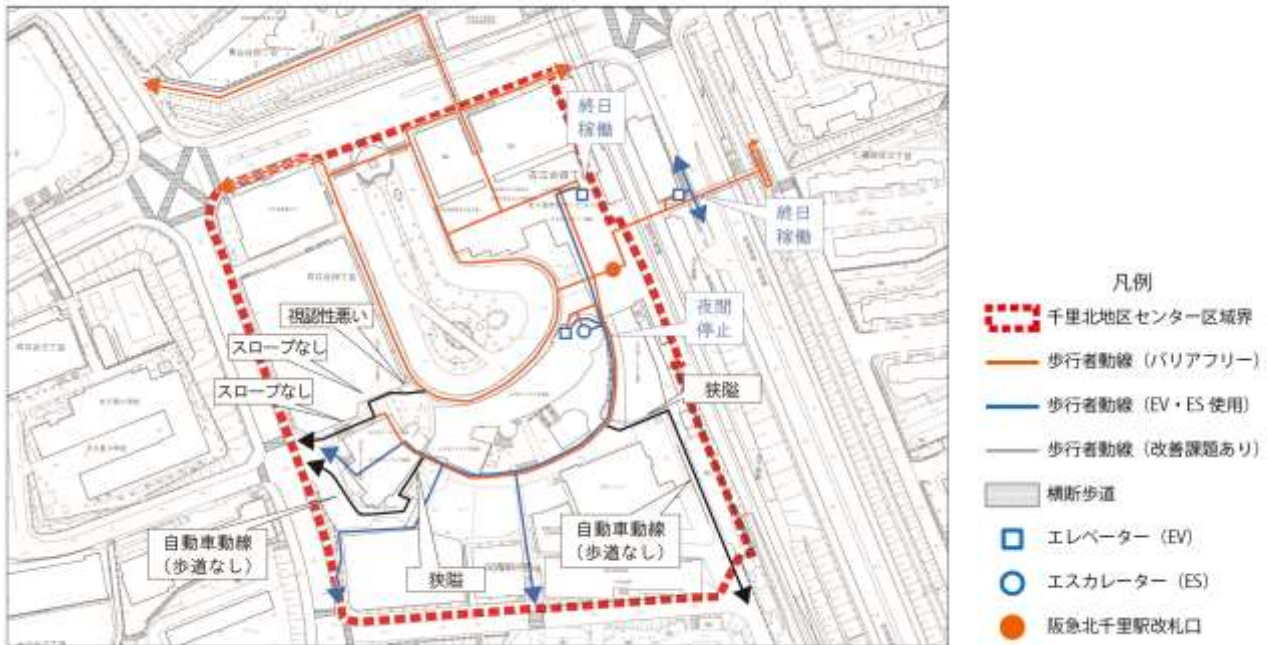 終日
稼働
終日
稼働
夜間
停止
視認性悪い
スロープなし
スロープなし
狭隘
自動車動線
（歩道なし）
狭隘
自動車動線
（歩道なし）
凡例
千里北地区センター区域界
歩行者動線（バリアフリー）
歩行者動線（EV・ES 使用）
歩行者動線（改善課題あり）
横断歩道
エレベーター（EV）
エスカレーター（ES）
阪急北千里駅改札口